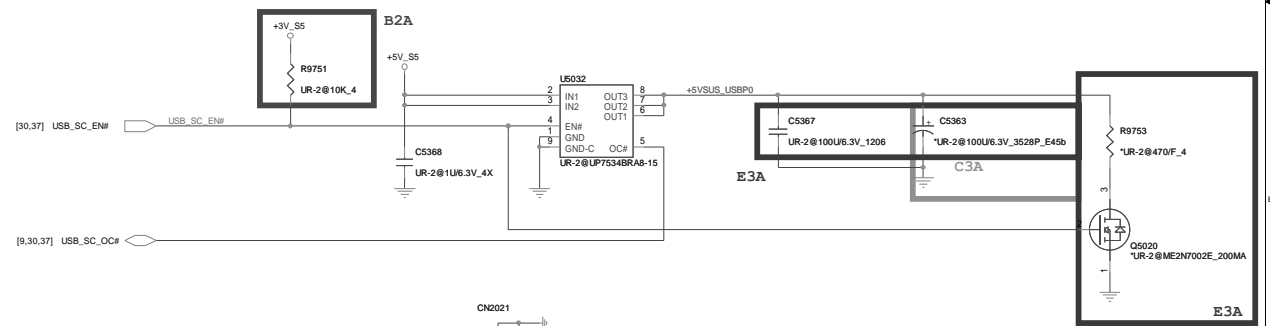 B2A
+3V_S5
R9751
UR-2@10K_4
+5V_S5
U5032
2 IN1 OUT3 8
3 IN2 OUT2 7
OUT1 6
4 EN#
1 GND
9 GND-C OC# 5
UR-2@UP7534BRA8-15
+5VSUS_USBP0
[30,37] USB_SC_EN#
USB_SC_EN#
C5368
UR-2@1U/6.3V_4X
C5367
UR-2@100U/6.3V_1206
C5363
+
*UR-2@100U/6.3V_3528P_E45b
E3A
C3A
R9753
*UR-2@470/F_4
3
2
1
Q5020
*UR-2@ME2N7002E_200MA
E3A
[9,30,37] USB_SC_OC#
CN2021